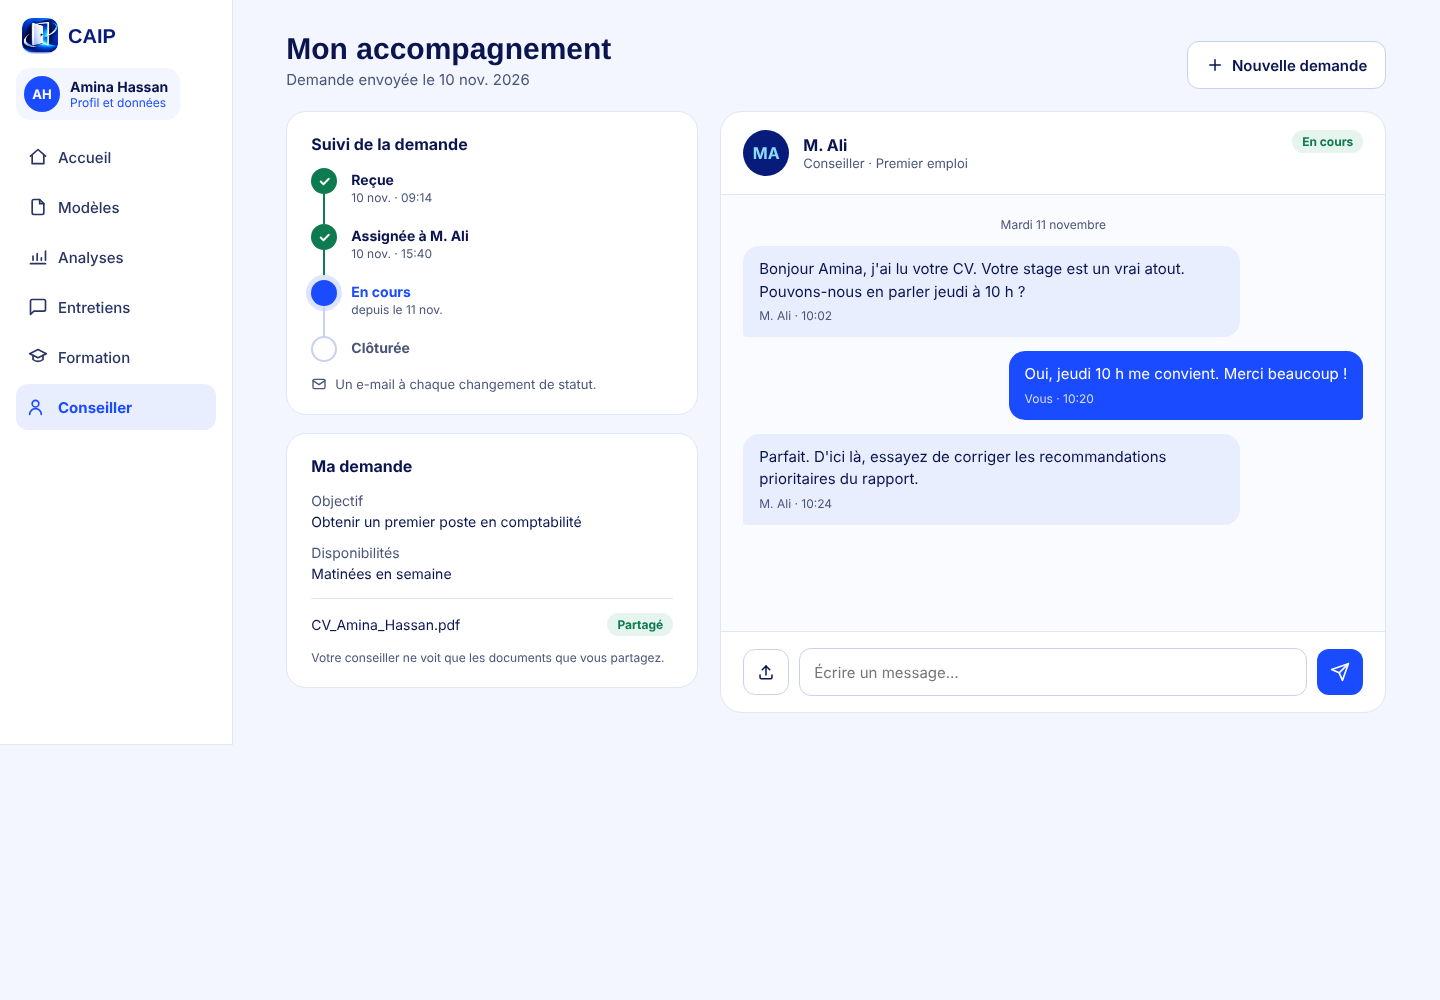 CAIP
AH
Amina Hassan
Profil et données
Accueil
Modèles
Analyses
Entretiens
Formation
Conseiller
Mon accompagnement
Demande envoyée le 10 nov. 2026
Nouvelle demande
Suivi de la demande
Reçue
10 nov. · 09:14
Assignée à M. Ali
10 nov. · 15:40
En cours
depuis le 11 nov.
Clôturée
Un e-mail à chaque changement de statut.
Ma demande
Objectif
Obtenir un premier poste en comptabilité
Disponibilités
Matinées en semaine
CV_Amina_Hassan.pdf
Partagé
Votre conseiller ne voit que les documents que vous partagez.
MA
M. Ali
Conseiller · Premier emploi
En cours
Mardi 11 novembre
Bonjour Amina, j'ai lu votre CV. Votre stage est un vrai atout.
Pouvons-nous en parler jeudi à 10 h ?
M. Ali · 10:02
Oui, jeudi 10 h me convient. Merci beaucoup !
Vous · 10:20
Parfait. D'ici là, essayez de corriger les recommandations
prioritaires du rapport.
M. Ali · 10:24
Écrire un message...